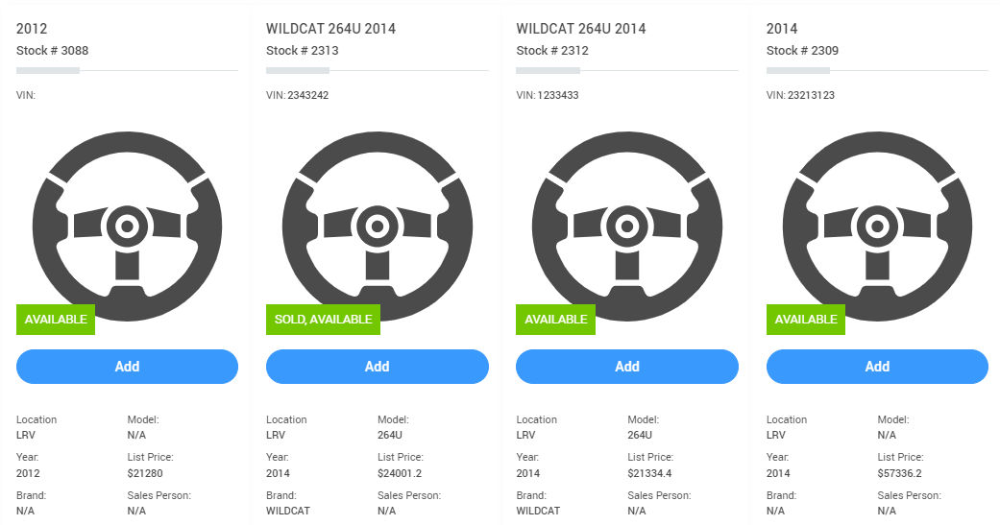 2012
Stock # 3088
VIN:
AVAILABLE
Add
Location
LRV
Model:
N/A
Year:
2012
List Price:
$21280
Brand:
N/A
Sales Person:
N/A
WILDCAT 264U 2014
Stock # 2313
VIN: 2343242
SOLD, AVAILABLE
Add
Location
LRV
Model:
264U
Year:
2014
List Price:
$24001.2
Brand:
WILDCAT
Sales Person:
N/A
WILDCAT 264U 2014
Stock # 2312
VIN: 1233433
AVAILABLE
Add
Location
LRV
Model:
264U
Year:
2014
List Price:
$21334.4
Brand:
WILDCAT
Sales Person:
N/A
2014
Stock # 2309
VIN: 23213123
AVAILABLE
Add
Location
LRV
Model:
N/A
Year:
2014
List Price:
$57336.2
Brand:
N/A
Sales Person:
N/A